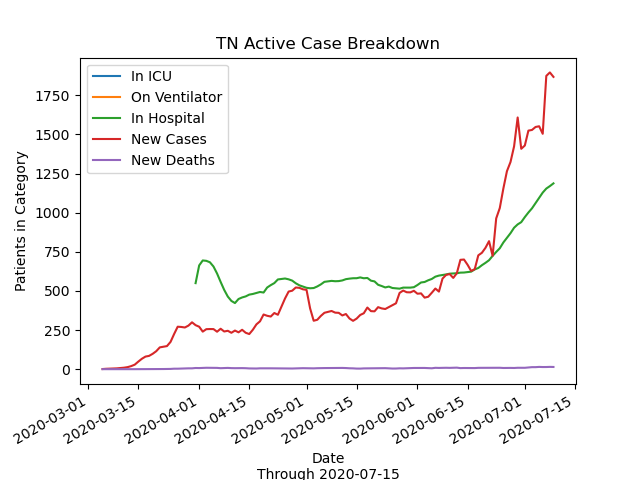 TN Active Case Breakdown
In ICU
On Ventilator
In Hospital
New Cases
New Deaths
Patients in Category
1750
1500
1250
1000
750
500
250
0
2020-03-01
2020-03-15
2020-04-01
2020-04-15
2020-05-01
2020-05-15
2020-06-01
2020-06-15
2020-07-01
2020-07-15
Date
Through 2020-07-15